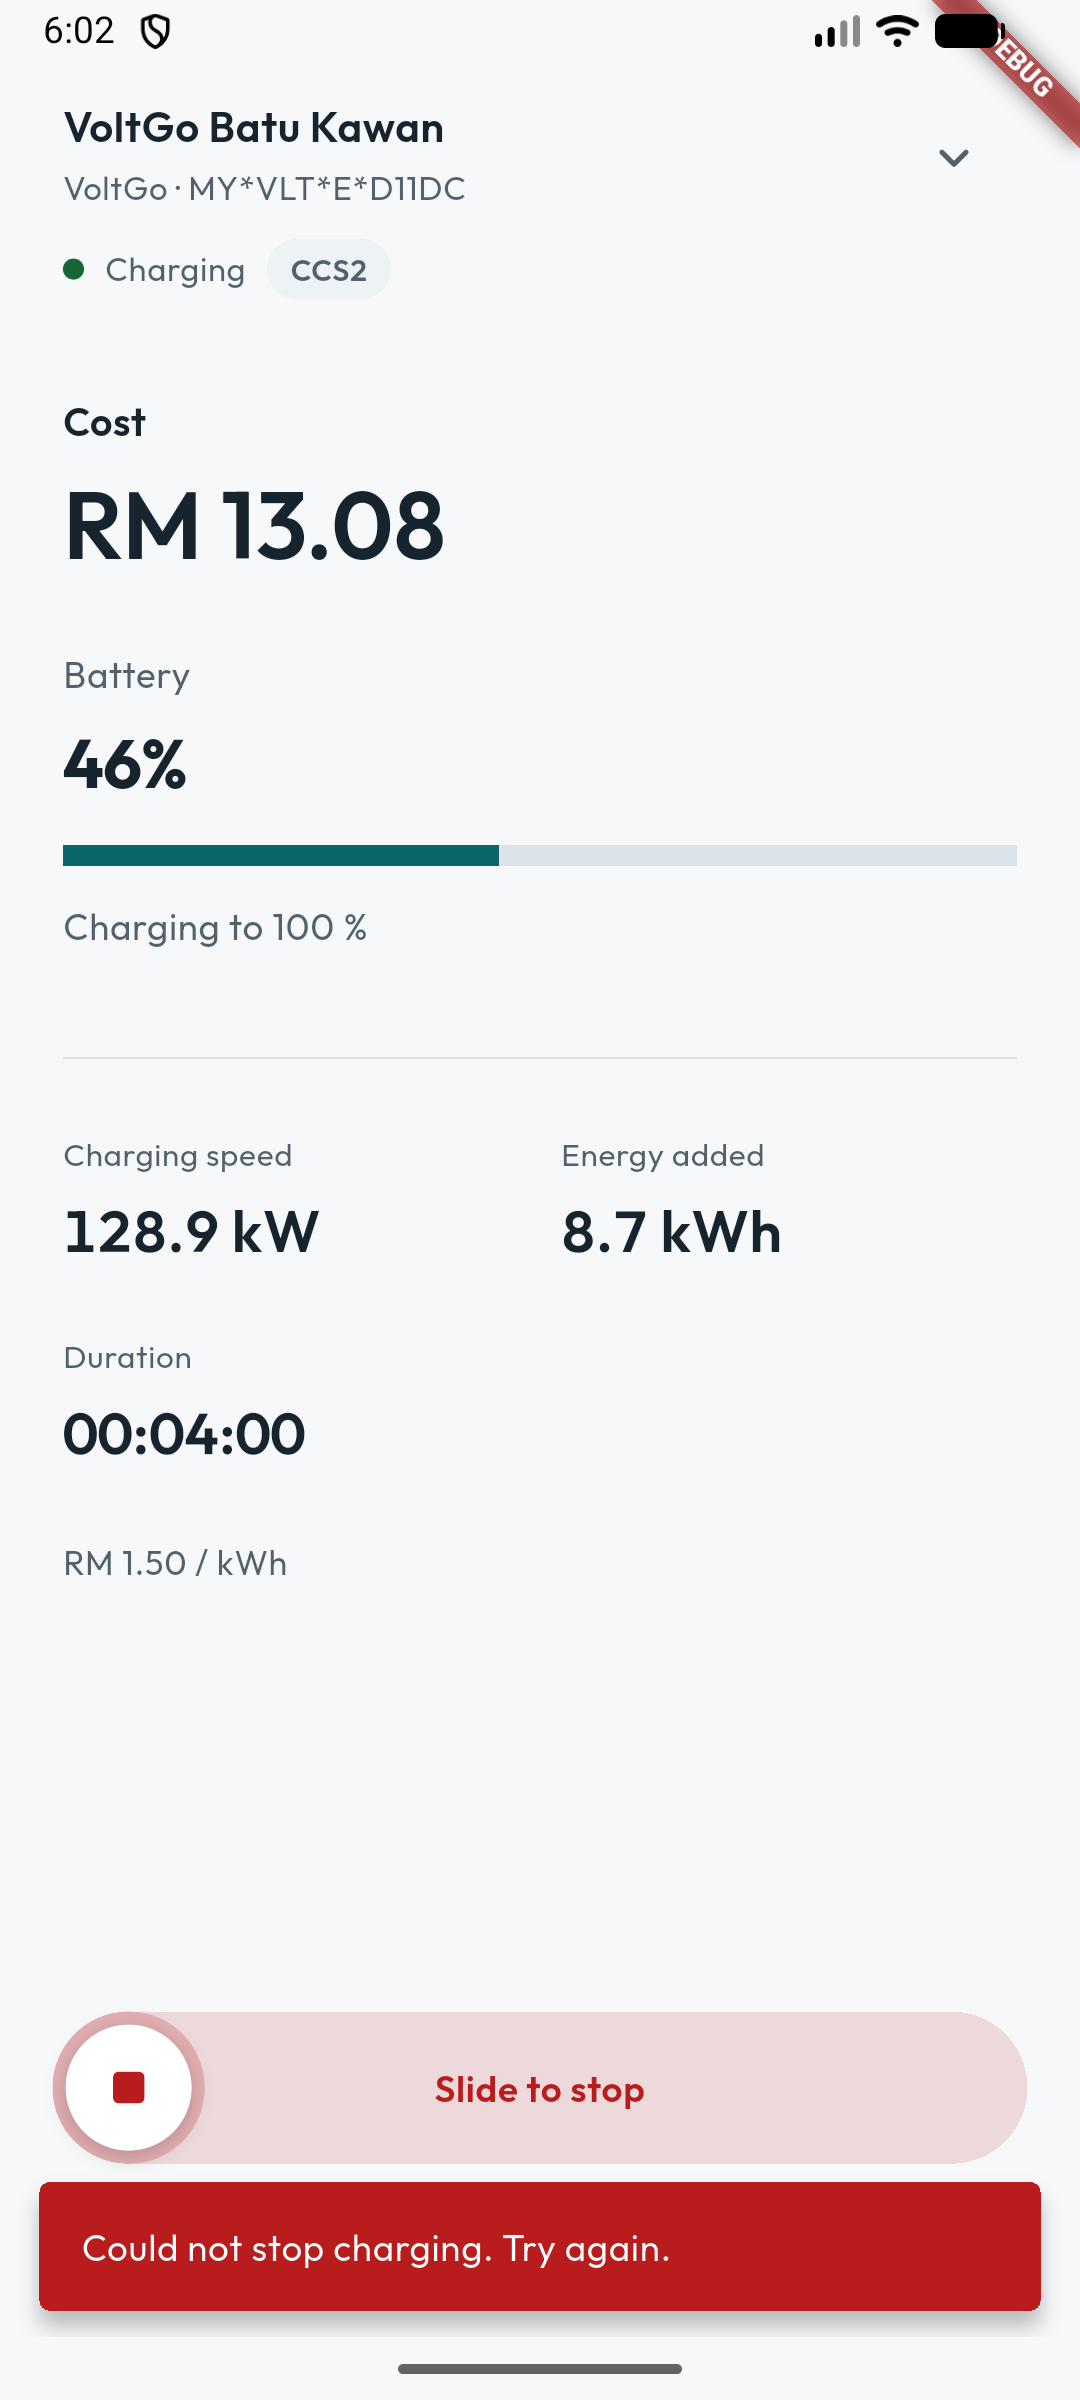 6:02
EBUG
VoltGo Batu Kawan
VoltGo · MY*VLT*E*D11DC
Charging
CCS2
Cost
RM 13.08
Battery
46%
Charging to 100 %
Charging speed
Energy added
128.9 kW
8.7 kWh
Duration
00:04:00
RM 1.50 / kWh
Slide to stop
Could not stop charging. Try again.